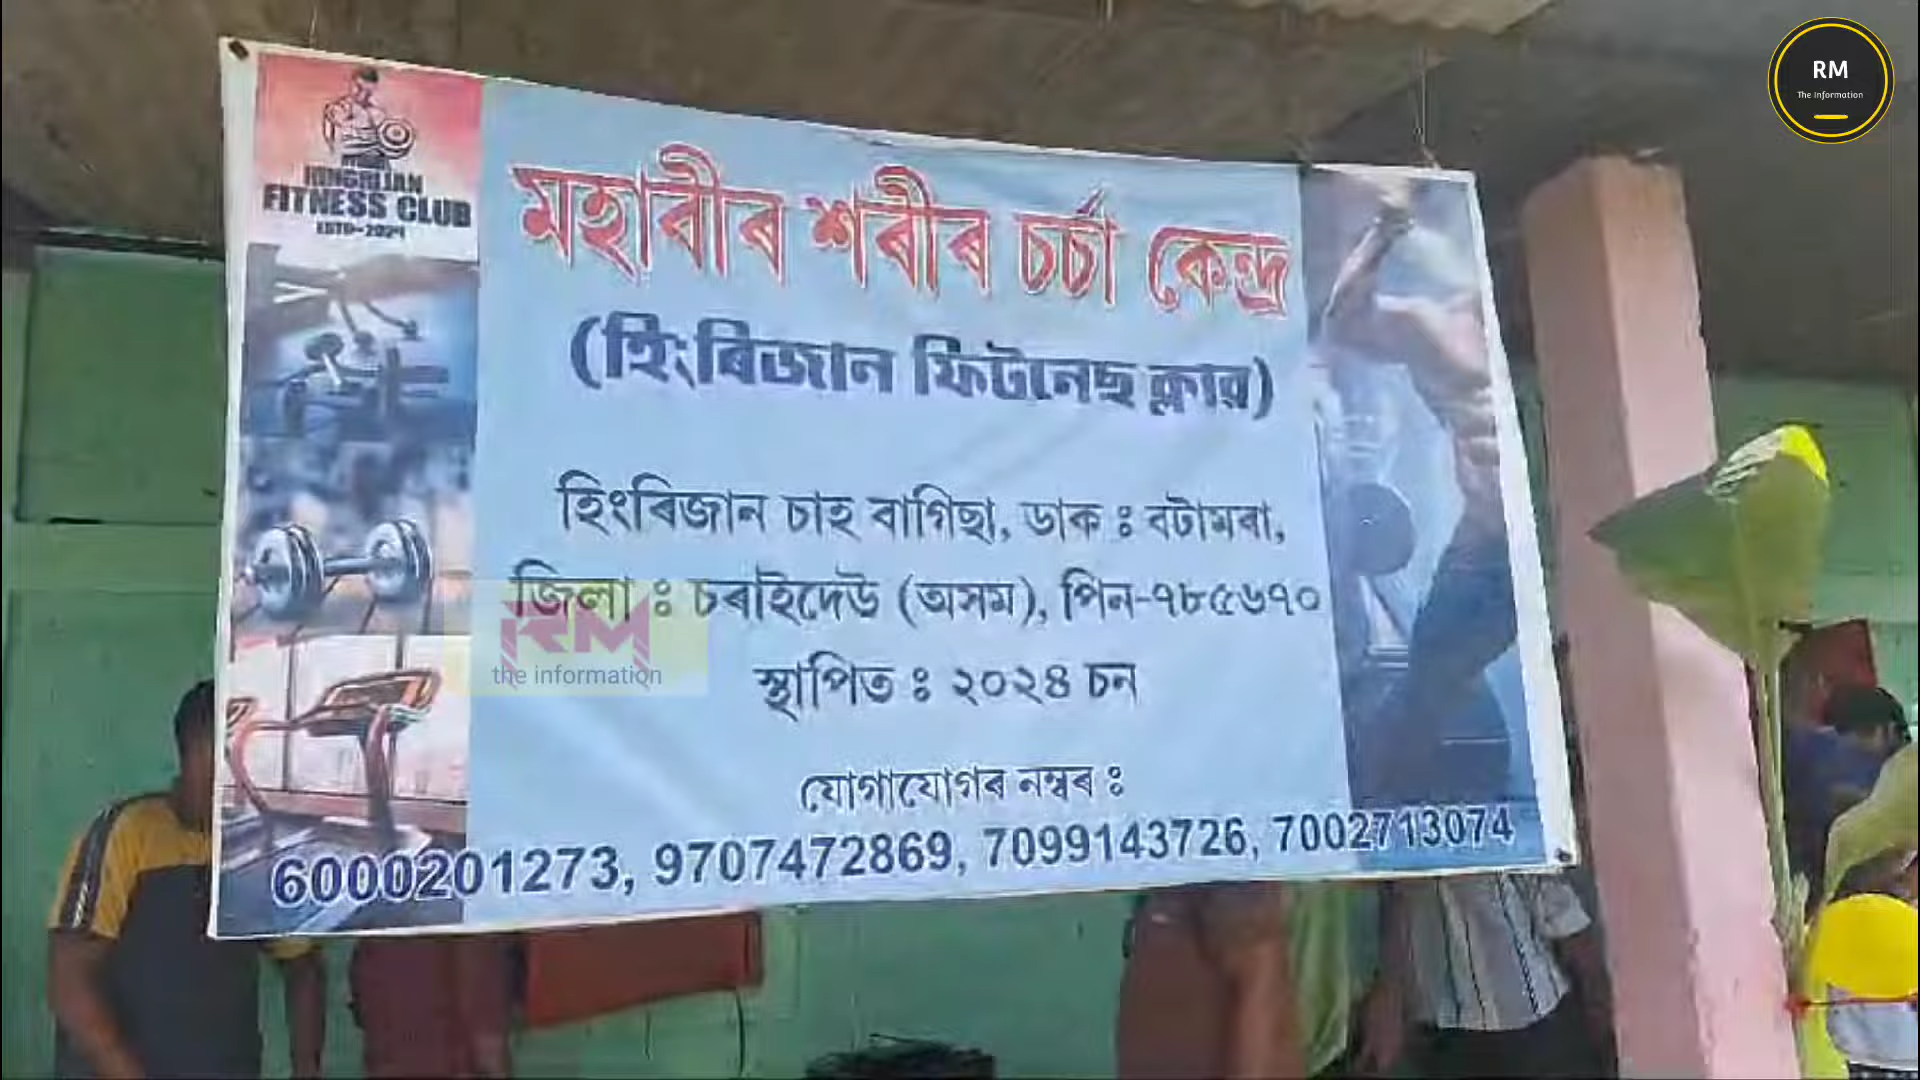 FITNESS CLUB
ESTD-2024
মহাবীৰ শৰীৰ চৰ্চা কেন্দ্ৰ
(হিংৰিজান ফিটনেছ ক্লাব)
হিংৰিজান চাহ বাগিছা, ডাক : বটামৰা,
জিলা : চৰাইদেউ (অসম), পিন-৭৮৫৬৭০
স্থাপিত : ২০২৪ চন
যোগাযোগৰ নম্বৰ :
6000201273, 9707472869, 7099143726, 7002713074
RM
the information
RM
The Information